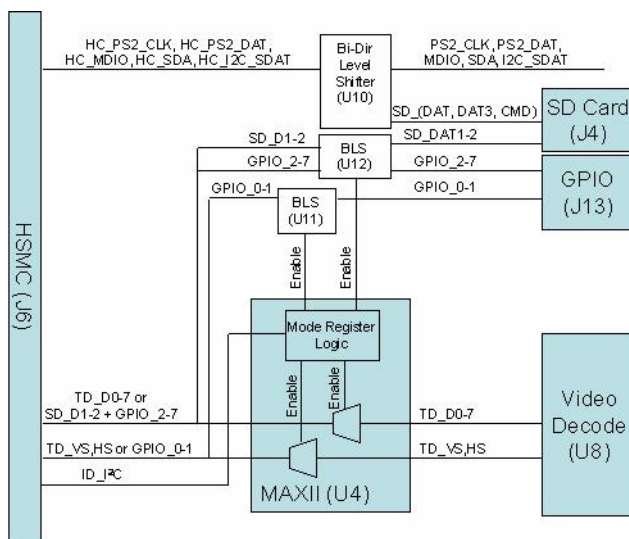 HC_PS2_CLK, HC_PS2_DAT,
HC_MDIO, HC_SDA, HC_I2C_SDAT
Bi-Dir
Level
Shifter
(U10)
PS2_CLK, PS2_DAT,
MDIO, SDA, I2C_SDAT
SD_(DAT, DAT3, CMD)
SD Card
(J4)
SD_D1-2
BLS
(U12)
SD_DAT1-2
GPIO_2-7
GPIO_2-7
GPIO_0-1
BLS
(U11)
GPIO_0-1
GPIO
(J13)
HSMC (J6)
Enable
Enable
Mode Register
Logic
Enable
Enable
TD_D0-7 or
SD_D1-2 + GPIO_2-7
TD_D0-7
TD_VS,HS or GPIO_0-1
TD_VS,HS
ID_I²C
MAXII (U4)
Video
Decode
(U8)